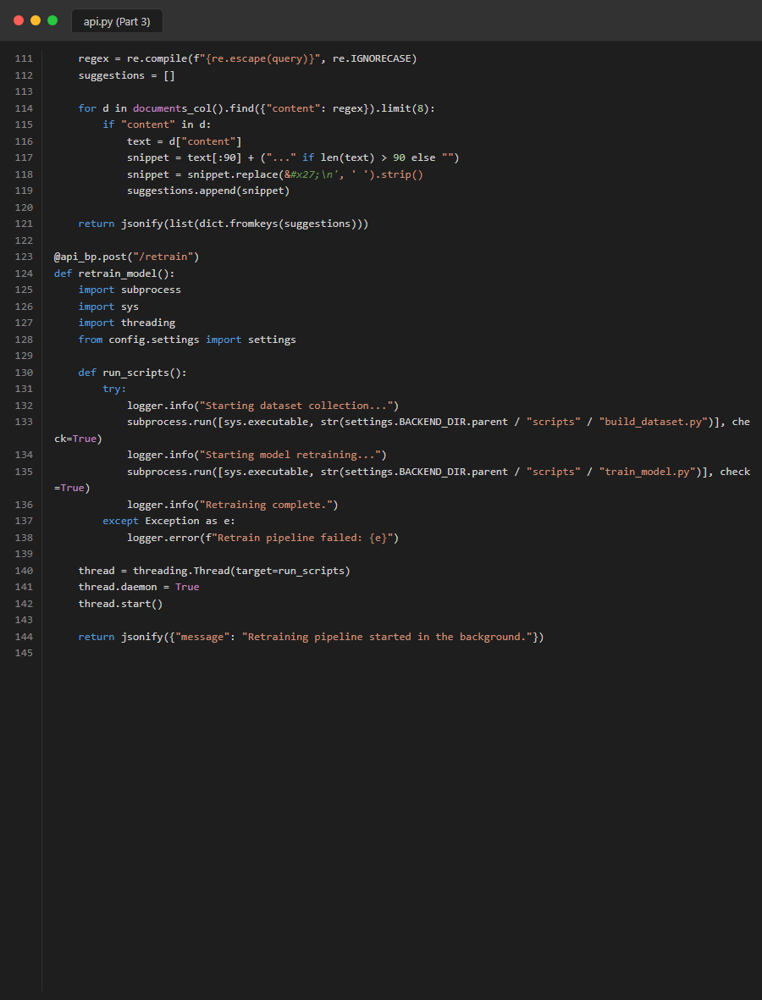 api.py (Part 3)
111     regex = re.compile(f"{re.escape(query)}", re.IGNORECASE)
112     suggestions = []
113
114     for d in documents_col().find({"content": regex}).limit(8):
115         if "content" in d:
116             text = d["content"]
117             snippet = text[:90] + ("..." if len(text) > 90 else "")
118             snippet = snippet.replace(&#x27;\n', ' ').strip()
119             suggestions.append(snippet)
120
121     return jsonify(list(dict.fromkeys(suggestions)))
122
123 @api_bp.post("/retrain")
124 def retrain_model():
125     import subprocess
126     import sys
127     import threading
128     from config.settings import settings
129
130     def run_scripts():
131         try:
132             logger.info("Starting dataset collection...")
133             subprocess.run([sys.executable, str(settings.BACKEND_DIR.parent / "scripts" / "build_dataset.py")], che
ck=True)
134             logger.info("Starting model retraining...")
135             subprocess.run([sys.executable, str(settings.BACKEND_DIR.parent / "scripts" / "train_model.py")], check
=True)
136             logger.info("Retraining complete.")
137         except Exception as e:
138             logger.error(f"Retrain pipeline failed: {e}")
139
140     thread = threading.Thread(target=run_scripts)
141     thread.daemon = True
142     thread.start()
143
144     return jsonify({"message": "Retraining pipeline started in the background."})
145